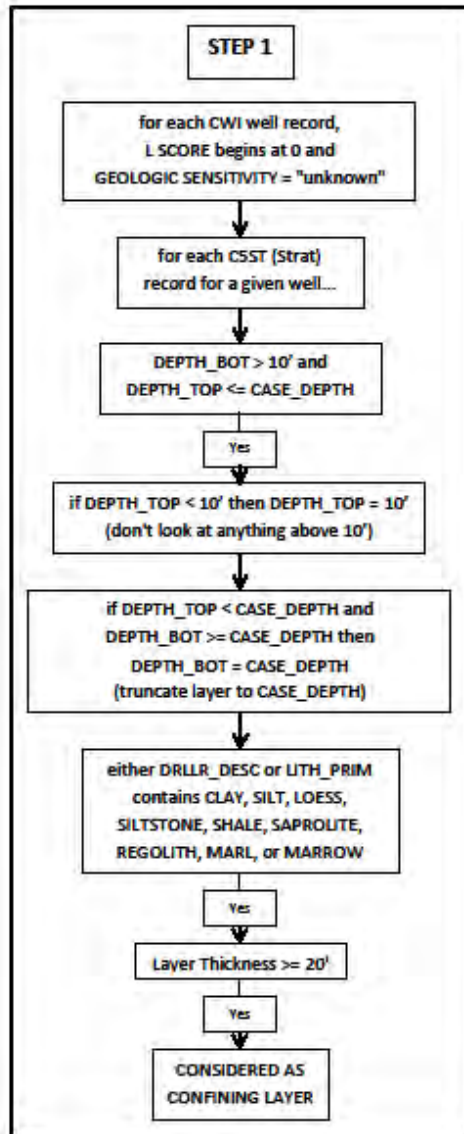 STEP 1
for each CWI well record,
L SCORE begins at 0 and
GEOLOGIC SENSITIVITY = "unknown"
for each C5ST (Strat)
record for a given well...
DEPTH_BOT > 10' and
DEPTH_TOP <= CASE_DEPTH
Yes
if DEPTH_TOP < 10' then DEPTH_TOP = 10'
(don't look at anything above 10')
if DEPTH_TOP < CASE_DEPTH and
DEPTH_BOT >= CASE_DEPTH then
DEPTH_BOT = CASE_DEPTH
(truncate layer to CASE_DEPTH)
either DRLLR_DESC or LITH_PRIM
contains CLAY, SILT, LOESS,
SILTSTONE, SHALE, SAPROLITE,
REGOLITH, MARL, or MARROW
Yes
Layer Thickness >= 20'
Yes
CONSIDERED AS
CONFINING LAYER